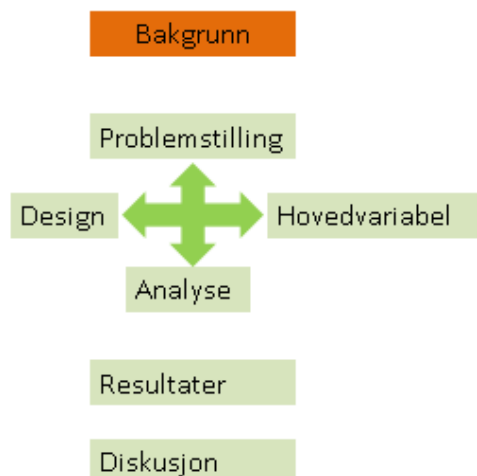 Bakgrunn
Problemstilling
Design
Hovedvariabel
Analyse
Resultater
Diskusjon